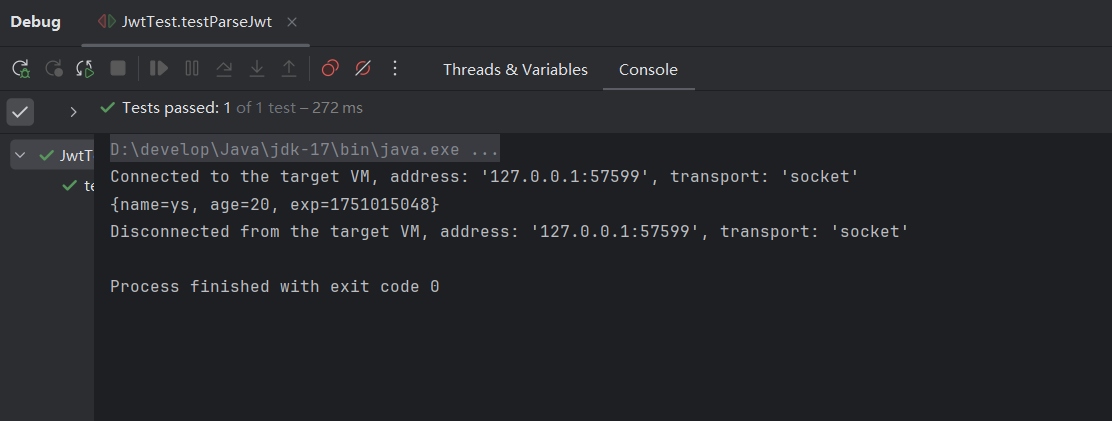 Debug
JwtTest.testParseJwt
Threads & Variables
Console
Tests passed: 1 of 1 test – 272 ms
JwtTe
te
D:\develop\Java\jdk-17\bin\java.exe ...
Connected to the target VM, address: '127.0.0.1:57599', transport: 'socket'
{name=ys, age=20, exp=1751015048}
Disconnected from the target VM, address: '127.0.0.1:57599', transport: 'socket'
Process finished with exit code 0